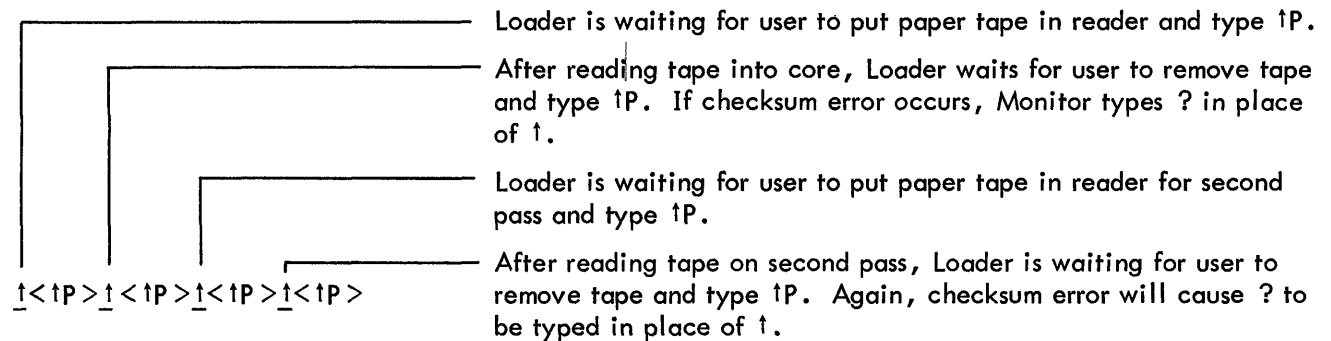 Loader is waiting for user to put paper tape in reader and type ↑P.
After reading tape into core, Loader waits for user to remove tape
and type ↑P. If checksum error occurs, Monitor types ? in place
of ↑.
Loader is waiting for user to put paper tape in reader for second
pass and type ↑P.
After reading tape on second pass, Loader is waiting for user to
remove tape and type ↑P. Again, checksum error will cause ? to
be typed in place of ↑.
↑<↑P>↑<↑P>↑<↑P>↑<↑P>